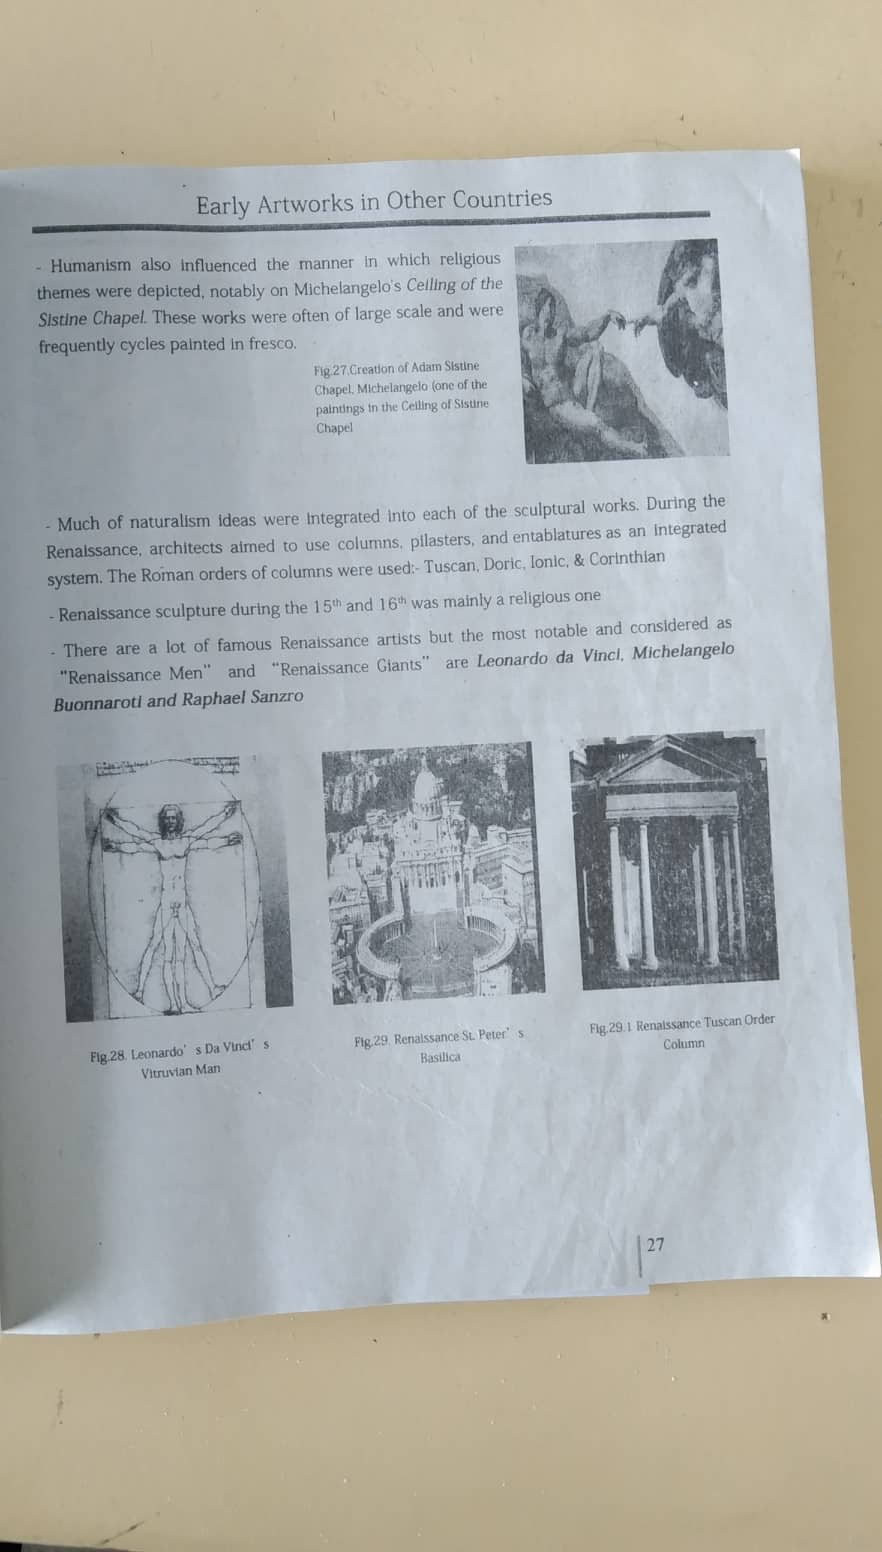 Early Artworks in Other Countries
- Humanism also influenced the manner in which religious
themes were depicted, notably on Michelangelo's Ceiling of the
Sistine Chapel. These works were often of large scale and were
frequently cycles painted in fresco.
Fig.27.Creation of Adam Sistine
Chapel, Michelangelo (one of the
paintings in the Ceiling of Sistine
Chapel
- Much of naturalism ideas were integrated into each of the sculptural works. During the
Renaissance, architects aimed to use columns, pilasters, and entablatures as an integrated
system. The Roman orders of columns were used:- Tuscan, Doric, Ionic, & Corinthian
- Renaissance sculpture during the 15th and 16th was mainly a religious one
- There are a lot of famous Renaissance artists but the most notable and considered as
"Renaissance Men" and "Renaissance Giants" are Leonardo da Vinci, Michelangelo
Buonnaroti and Raphael Sanzro
Fig.28. Leonardo's Da Vinci's
Vitruvian Man
Fig.29. Renaissance St. Peter's
Basilica
Fig.29.1 Renaissance Tuscan Order
Column
27